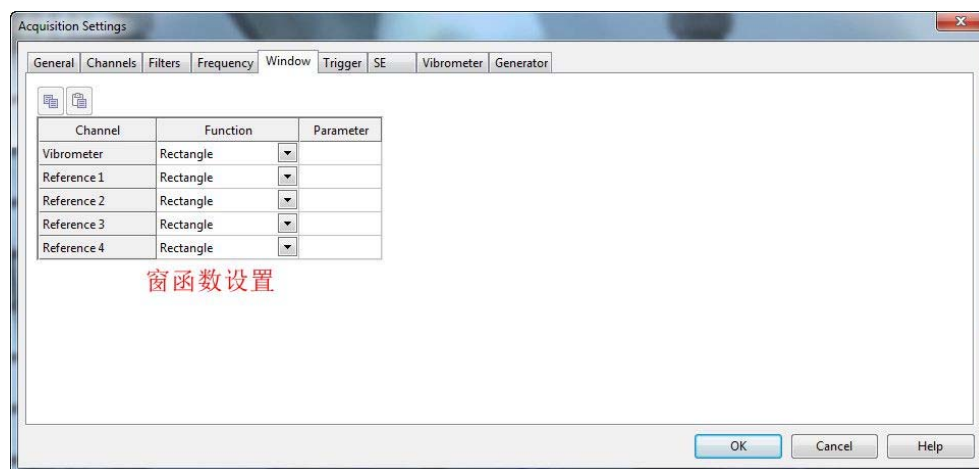 Acquisition Settings
General Channels Filters Frequency Window Trigger SE Vibrometer Generator
Channel Function Parameter
Vibrometer Rectangle
Reference 1 Rectangle
Reference 2 Rectangle
Reference 3 Rectangle
Reference 4 Rectangle
窗函数设置
OK Cancel Help